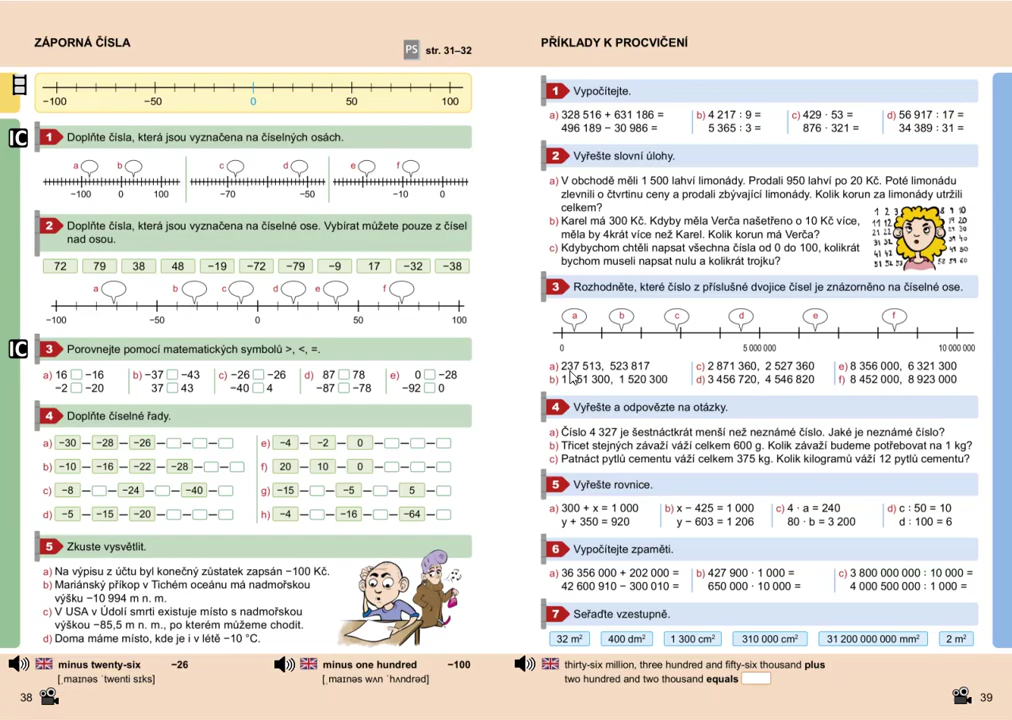 ZÁPORNÁ ČÍSLA
PS str. 31–32
−100 −50 0 50 100
1 Doplňte čísla, která jsou vyznačena na číselných osách.
a b c d e f
−100 0 100 −70 −50 −10 0
2 Doplňte čísla, která jsou vyznačena na číselné ose. Vybírat můžete pouze z čísel
nad osou.
72 79 38 48 −19 −72 −79 −9 17 −32 −38
a b c d e f
−100 −50 0 50 100
IC
3 Porovnejte pomocí matematických symbolů >, <, =.
a) 16 □ −16 b) −37 □ −43 c) −26 □ −26 d) 87 □ 78 e) 0 □ −28
−2 □ −20 37 □ 43 −40 □ 4 −87 □ −78 −92 □ 0
4 Doplňte číselné řady.
a) −30 – −28 – −26 – □ – □ – □ e) −4 – −2 – 0 – □ – □ – □
b) −10 – −16 – −22 – −28 – □ – □ f) 20 – 10 – 0 – □ – □ – □
c) −8 – □ – −24 – □ – −40 – □ g) −15 – □ – −5 – □ – 5 – □
d) −5 – −15 – −20 – □ – □ – □ h) −4 – □ – −16 – □ – −64 – □
5 Zkuste vysvětlit.
a) Na výpisu z účtu byl konečný zůstatek zapsán −100 Kč.
b) Mariánský příkop v Tichém oceánu má nadmořskou
výšku −10 994 m n. m.
c) V USA v Údolí smrti existuje místo s nadmořskou
výškou −85,5 m n. m., po kterém můžeme chodit.
d) Doma máme místo, kde je i v létě −10 °C.
minus twenty-six −26
[ˌmaɪnəs ˈtwenti sɪks]
minus one hundred −100
[ˌmaɪnəs wʌn ˈhʌndrəd]
38
PŘÍKLADY K PROCVIČENÍ
1 Vypočítejte.
a) 328 516 + 631 186 = b) 4 217 : 9 = c) 429 · 53 = d) 56 917 : 17 =
496 189 − 30 986 = 5 365 : 3 = 876 · 321 = 34 389 : 31 =
2 Vyřešte slovní úlohy.
a) V obchodě měli 1 500 lahví limonády. Prodali 950 lahví po 20 Kč. Poté limonádu
zlevnili o čtvrtinu ceny a prodali zbývající limonády. Kolik korun za limonády utržili
celkem?
b) Karel má 300 Kč. Kdyby měla Verča našetřeno o 10 Kč více,
měla by 4krát více než Karel. Kolik korun má Verča?
c) Kdybychom chtěli napsat všechna čísla od 0 do 100, kolikrát
bychom museli napsat nulu a kolikrát trojku?
3 Rozhodněte, které číslo z příslušné dvojice čísel je znázorněno na číselné ose.
a b c d e f
0 5 000 000 10 000 000
a) 237 513, 523 817 c) 2 871 360, 2 527 360 e) 8 356 000, 6 321 300
b) 51 300, 1 520 300 d) 3 456 720, 4 546 820 f) 8 452 000, 8 923 000
4 Vyřešte a odpovězte na otázky.
a) Číslo 4 327 je šestnáctkrát menší než neznámé číslo. Jaké je neznámé číslo?
b) Třicet stejných závaží váží celkem 600 g. Kolik závaží budeme potřebovat na 1 kg?
c) Patnáct pytlů cementu váží celkem 375 kg. Kolik kilogramů váží 12 pytlů cementu?
5 Vyřešte rovnice.
a) 300 + x = 1 000 b) x − 425 = 1 000 c) 4 · a = 240 d) c : 50 = 10
y + 350 = 920 y − 603 = 1 206 80 · b = 3 200 d : 100 = 6
6 Vypočítejte zpaměti.
a) 36 356 000 + 202 000 = b) 427 900 · 1 000 = c) 3 800 000 000 : 10 000 =
42 600 910 − 300 010 = 650 000 · 10 000 = 4 000 500 000 : 1 000 =
7 Seřaďte vzestupně.
32 m² 400 dm² 1 300 cm² 310 000 cm² 31 200 000 000 mm² 2 m²
thirty-six million, three hundred and fifty-six thousand plus
two hundred and two thousand equals
39